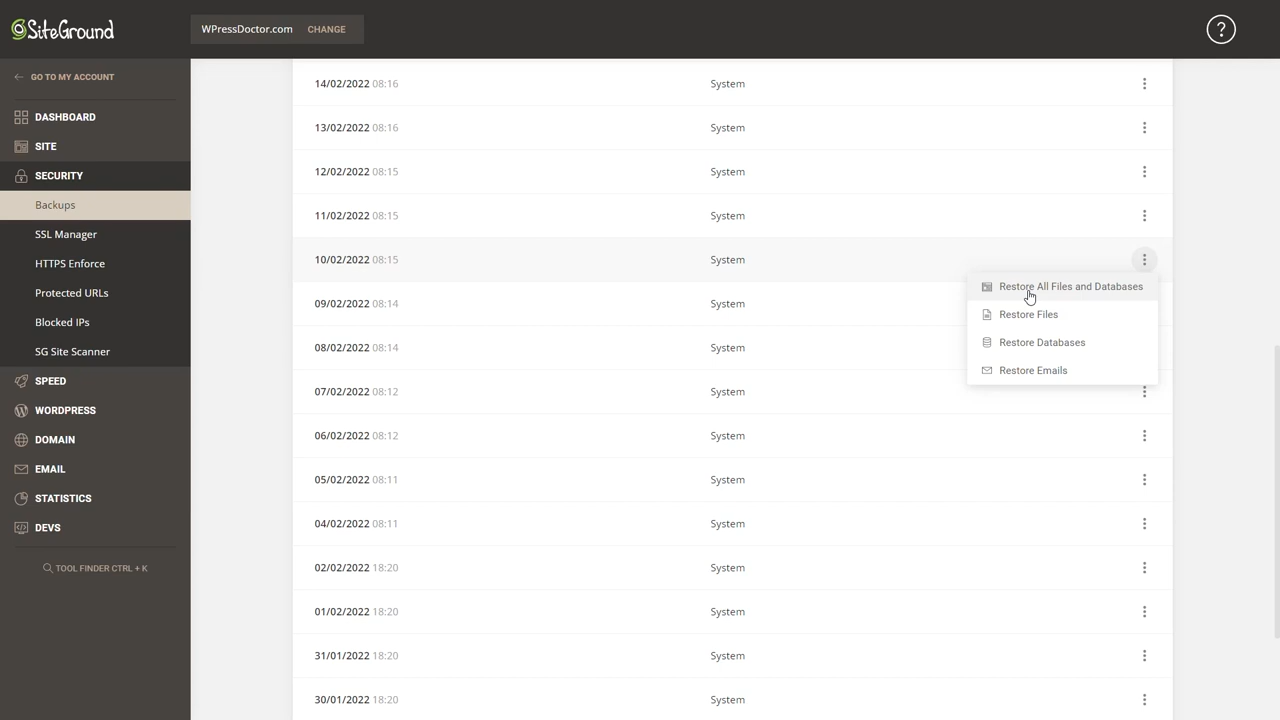 SiteGround
WPressDoctor.com CHANGE
?
GO TO MY ACCOUNT
DASHBOARD
SITE
SECURITY
Backups
SSL Manager
HTTPS Enforce
Protected URLs
Blocked IPs
SG Site Scanner
SPEED
WORDPRESS
DOMAIN
EMAIL
STATISTICS
DEVS
TOOL FINDER CTRL + K
14/02/2022 08:16 System
13/02/2022 08:16 System
12/02/2022 08:15 System
11/02/2022 08:15 System
10/02/2022 08:15 System
Restore All Files and Databases
Restore Files
Restore Databases
Restore Emails
09/02/2022 08:14 System
08/02/2022 08:14 System
07/02/2022 08:12 System
06/02/2022 08:12 System
05/02/2022 08:11 System
04/02/2022 08:11 System
02/02/2022 18:20 System
01/02/2022 18:20 System
31/01/2022 18:20 System
30/01/2022 18:20 System